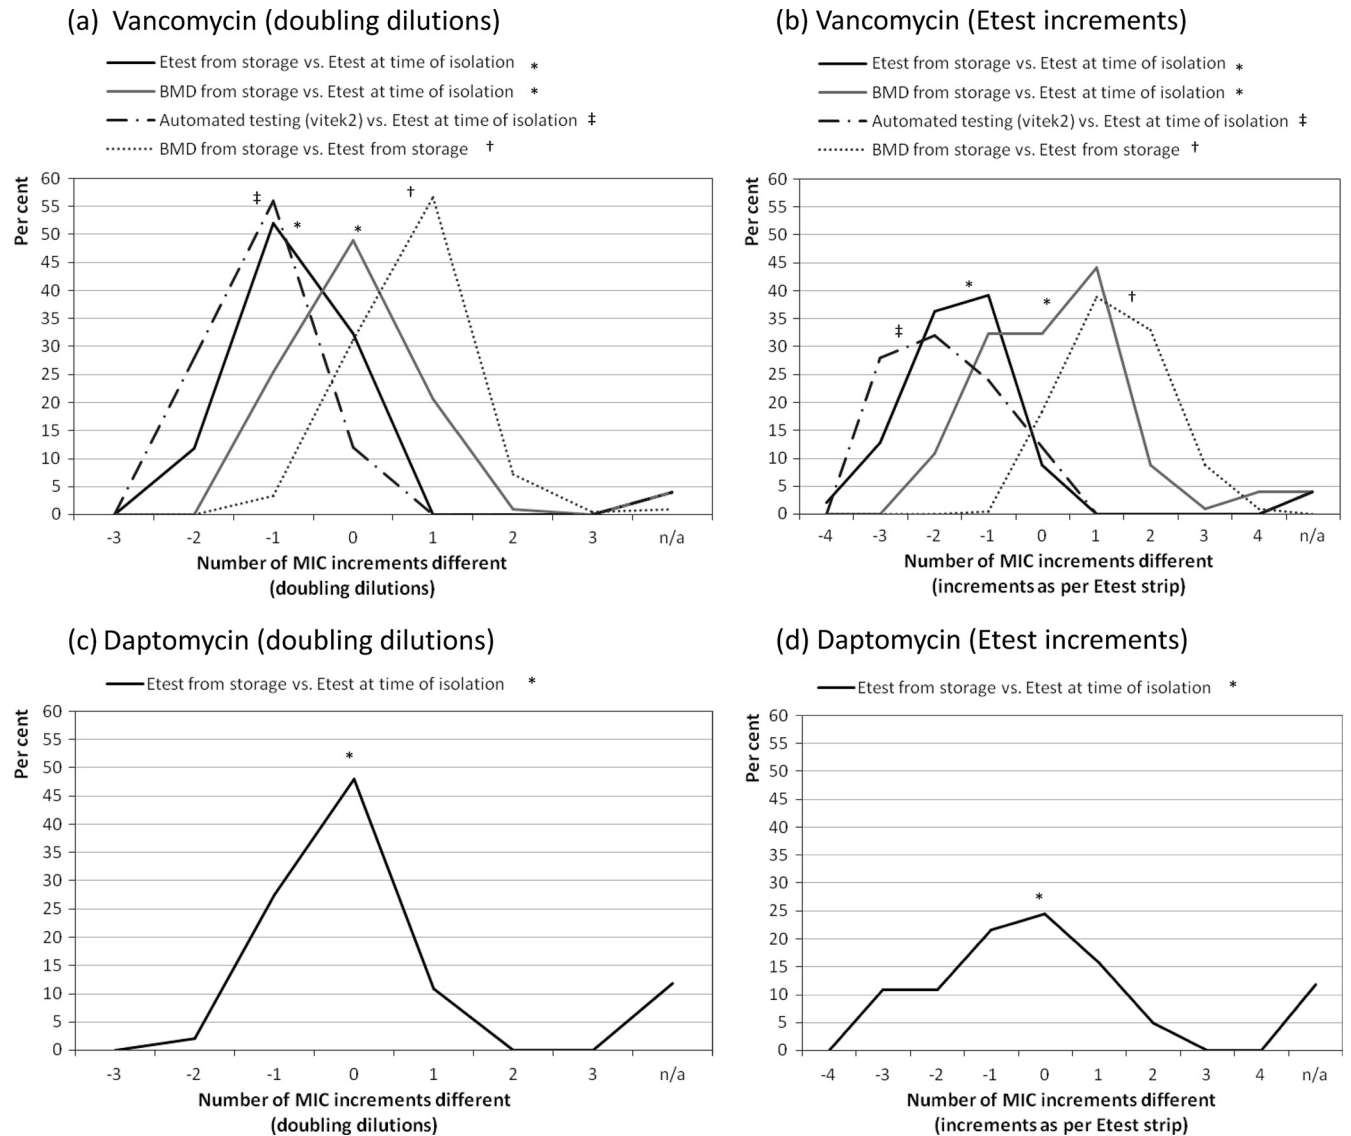 (a) Vancomycin (doubling dilutions)
Etest from storage vs. Etest at time of isolation *
BMD from storage vs. Etest at time of isolation *
Automated testing (vitek2) vs. Etest at time of isolation ‡
BMD from storage vs. Etest from storage †
Per cent
60
55
50
45
40
35
30
25
20
15
10
5
0
‡
*
*
†
-3 -2 -1 0 1 2 3 n/a
Number of MIC increments different
(doubling dilutions)
(b) Vancomycin (Etest increments)
Etest from storage vs. Etest at time of isolation *
BMD from storage vs. Etest at time of isolation *
Automated testing (vitek2) vs. Etest at time of isolation ‡
BMD from storage vs. Etest from storage †
Per cent
60
55
50
45
40
35
30
25
20
15
10
5
0
‡
*
*
†
-4 -3 -2 -1 0 1 2 3 4 n/a
Number of MIC increments different
(increments as per Etest strip)
(c) Daptomycin (doubling dilutions)
Etest from storage vs. Etest at time of isolation *
Per cent
60
55
50
45
40
35
30
25
20
15
10
5
0
*
-3 -2 -1 0 1 2 3 n/a
Number of MIC increments different
(doubling dilutions)
(d) Daptomycin (Etest increments)
Etest from storage vs. Etest at time of isolation *
Per cent
60
55
50
45
40
35
30
25
20
15
10
5
0
*
-4 -3 -2 -1 0 1 2 3 4 n/a
Number of MIC increments different
(increments as per Etest strip)